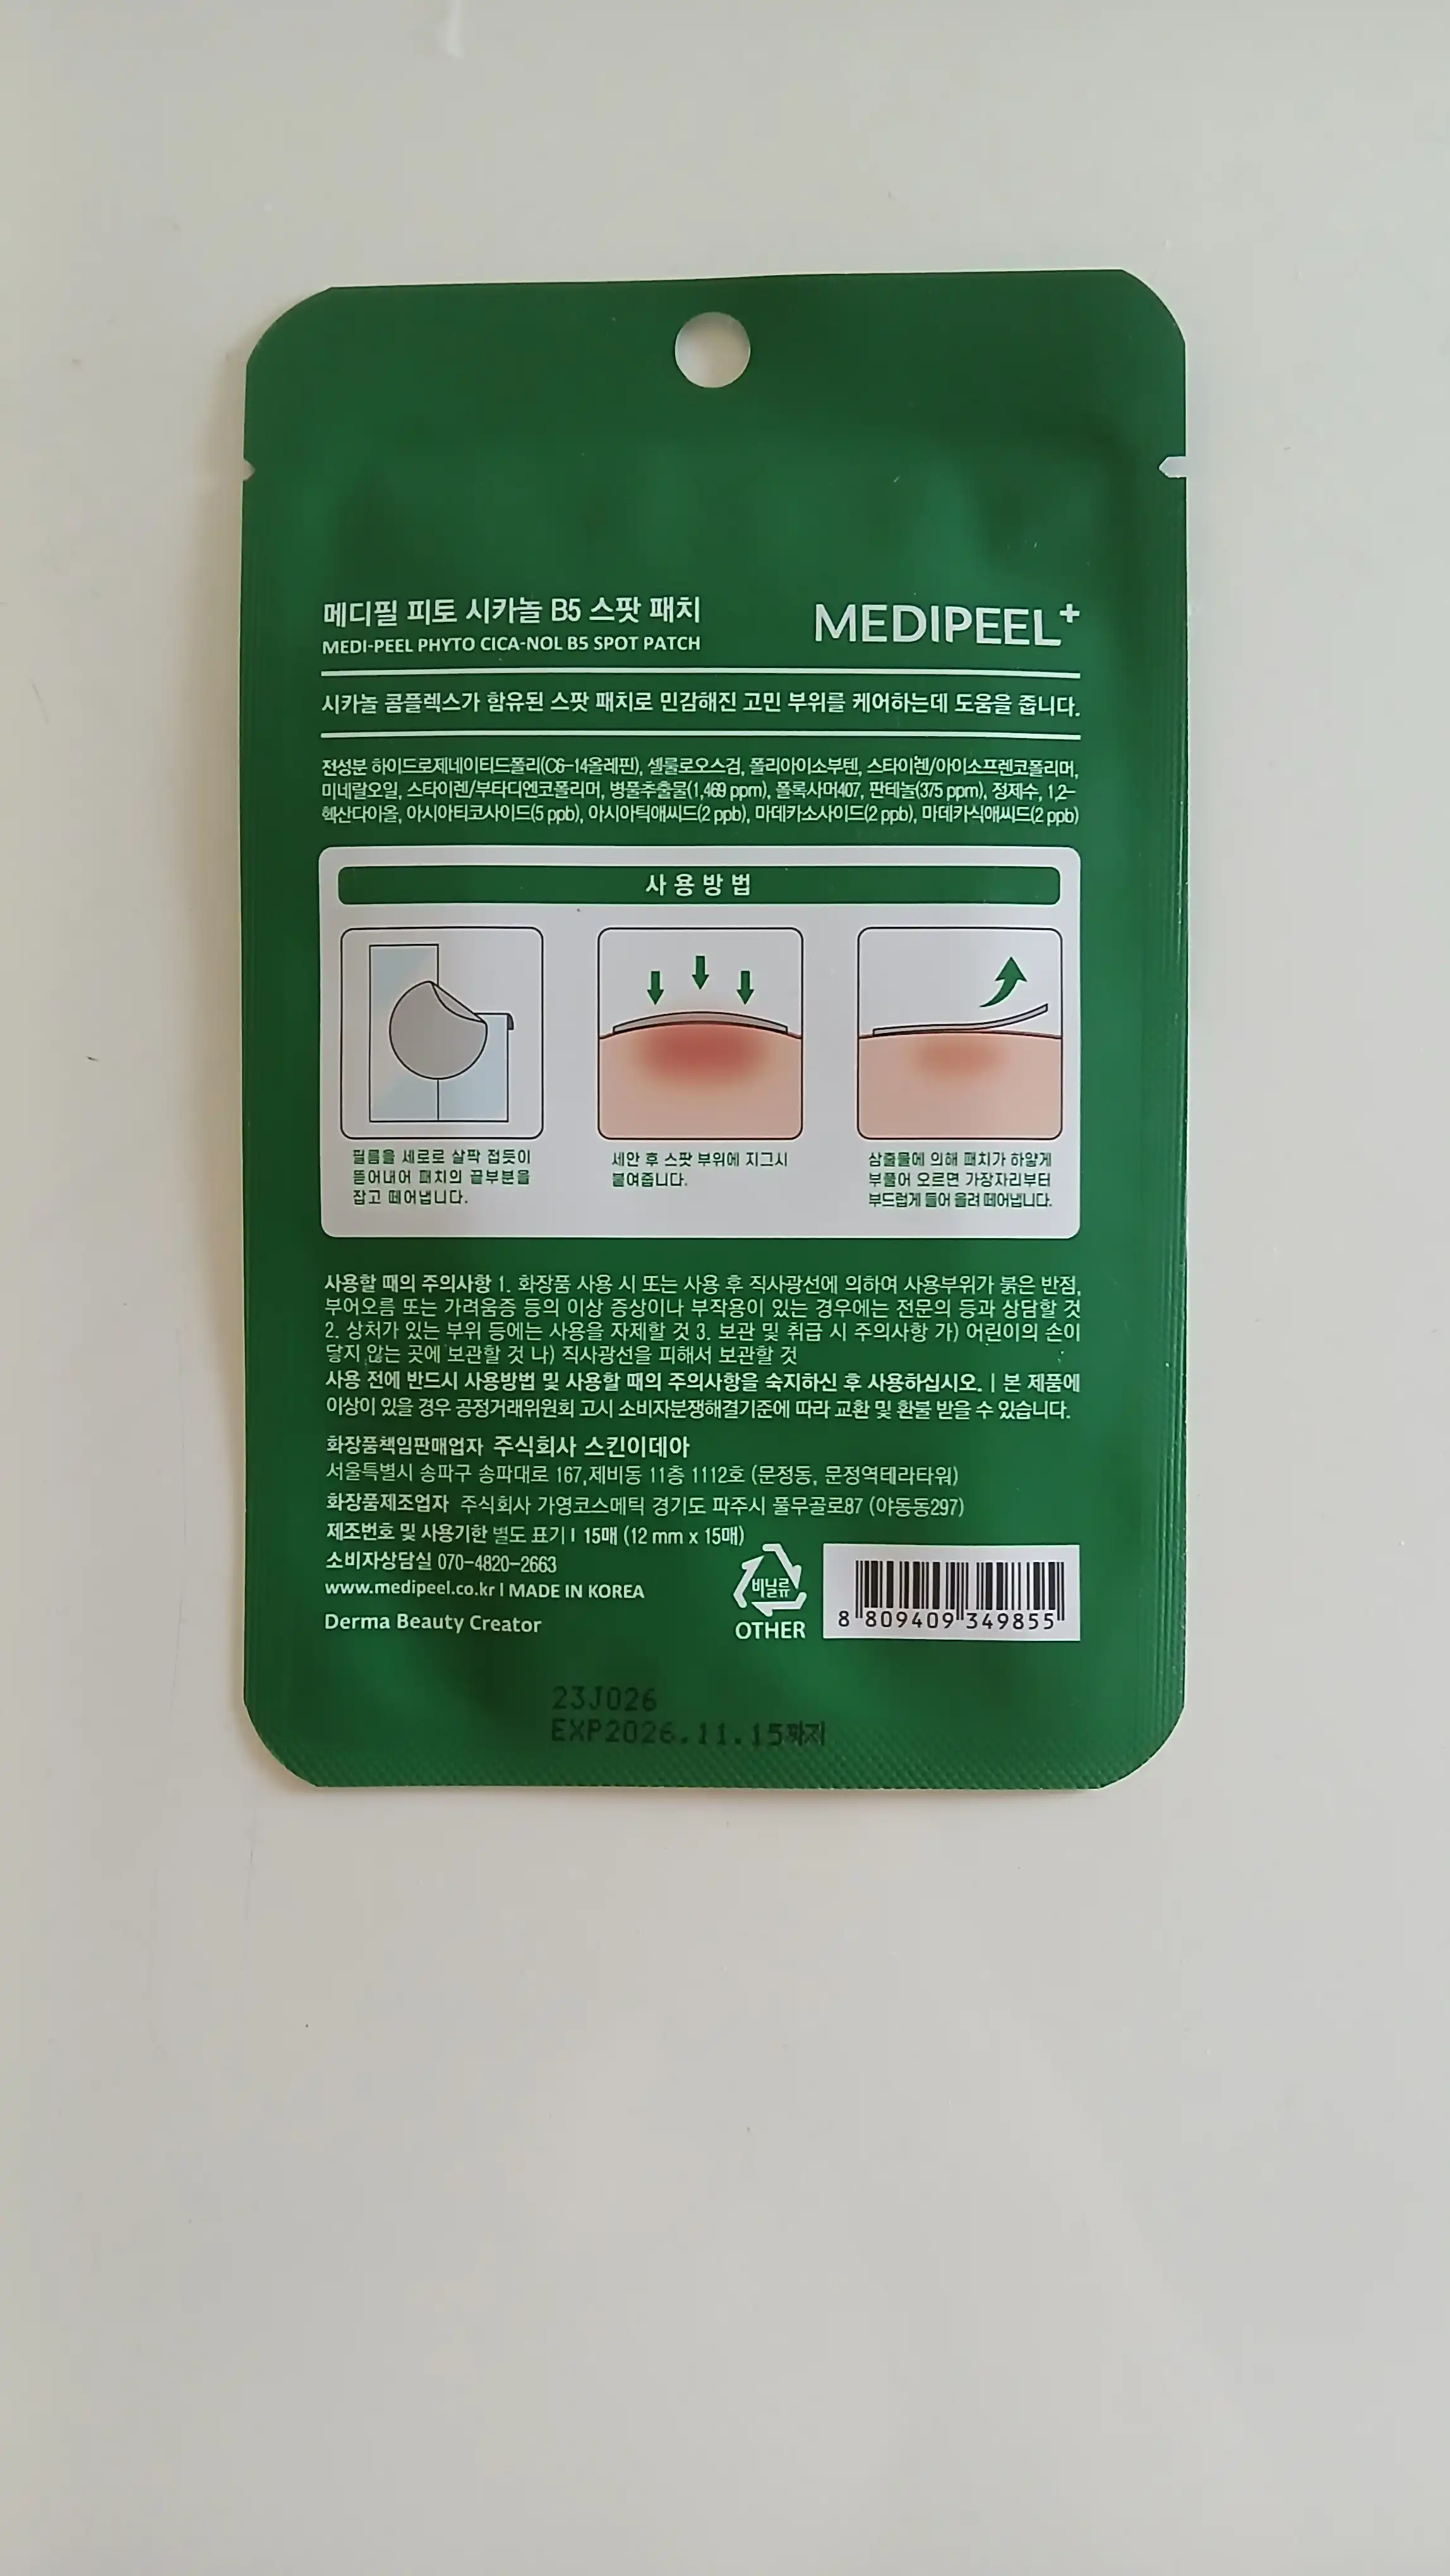 메디필 피토 시카놀 B5 스팟 패치
MEDI-PEEL PHYTO CICA-NOL B5 SPOT PATCH
MEDIPEEL+
시카놀 콤플렉스가 함유된 스팟 패치로 민감해진 고민 부위를 케어하는데 도움을 줍니다.
전성분 하이드로제네이티드폴리(C6-14올레핀), 셀룰로오스검, 폴리아이소부텐, 스타이렌/아이소프렌코폴리머,
미네랄오일, 스타이렌/부타디엔코폴리머, 병풀추출물(1,469 ppm), 폴록사머407, 판테놀(375 ppm), 정제수, 1,2-
헥산다이올, 아시아티코사이드(5 ppb), 아시아틱애씨드(2 ppb), 마데카소사이드(2 ppb), 마데카식애씨드(2 ppb)
사용방법
필름을 세로로 살짝 접듯이
뜯어내어 패치의 끝부분을
잡고 떼어냅니다.
세안 후 스팟 부위에 지그시
붙여줍니다.
삼출물에 의해 패치가 하얗게
부풀어 오르면 가장자리부터
부드럽게 들어 올려 떼어냅니다.
사용할 때의 주의사항 1. 화장품 사용 시 또는 사용 후 직사광선에 의하여 사용부위가 붉은 반점,
부어오름 또는 가려움증 등의 이상 증상이나 부작용이 있는 경우에는 전문의 등과 상담할 것
2. 상처가 있는 부위 등에는 사용을 자제할 것 3. 보관 및 취급 시 주의사항 가) 어린이의 손이
닿지 않는 곳에 보관할 것 나) 직사광선을 피해서 보관할 것
사용 전에 반드시 사용방법 및 사용할 때의 주의사항을 숙지하신 후 사용하십시오. | 본 제품에
이상이 있을 경우 공정거래위원회 고시 소비자분쟁해결기준에 따라 교환 및 환불 받을 수 있습니다.
화장품책임판매업자 주식회사 스킨이데아
서울특별시 송파구 송파대로 167,제비동 11층 1112호 (문정동, 문정역테라타워)
화장품제조업자 주식회사 가영코스메틱 경기도 파주시 풀무골로87 (야동동297)
제조번호 및 사용기한 별도 표기 | 15매 (12 mm x 15매)
소비자상담실 070-4820-2663
www.medipeel.co.kr | MADE IN KOREA
Derma Beauty Creator
비닐류
OTHER
8 809409 349855
23J026
EXP2026.11.15까지